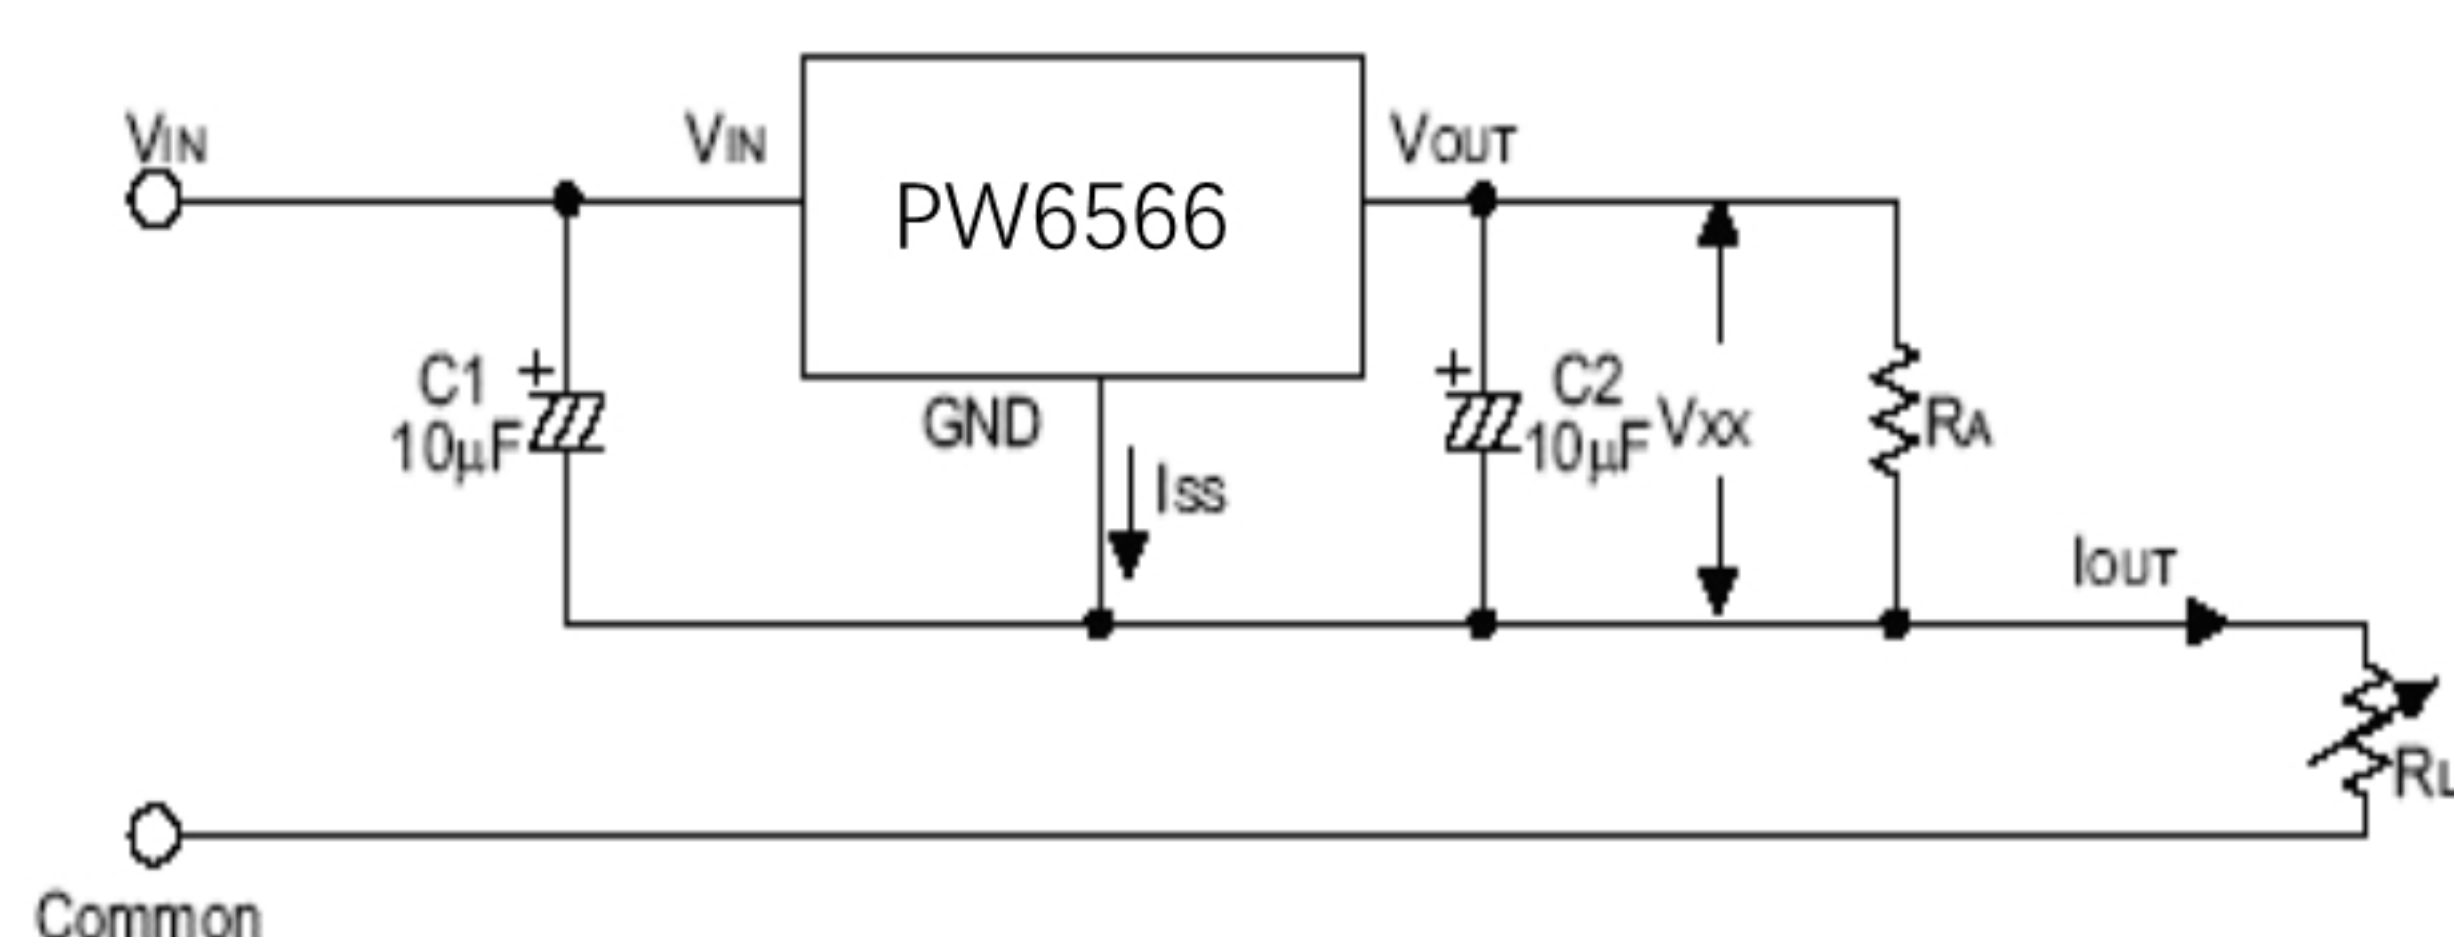 VIN
VIN
VOUT
PW6566
C1
+
10μF
GND
ISS
+
C2
10μF
VXX
RA
IOUT
RL
Common